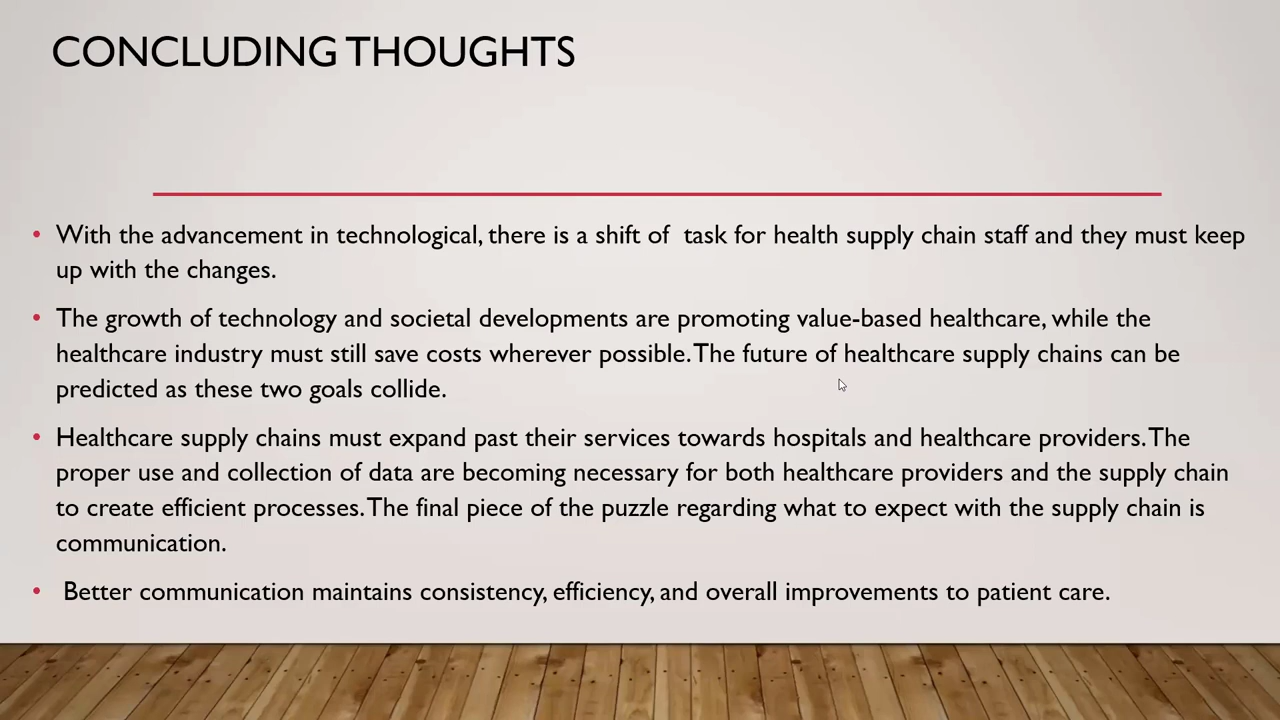 CONCLUDING THOUGHTS
• With the advancement in technological, there is a shift of  task for health supply chain staff and they must keep
up with the changes.
• The growth of technology and societal developments are promoting value-based healthcare, while the
healthcare industry must still save costs wherever possible. The future of healthcare supply chains can be
predicted as these two goals collide.
• Healthcare supply chains must expand past their services towards hospitals and healthcare providers. The
proper use and collection of data are becoming necessary for both healthcare providers and the supply chain
to create efficient processes. The final piece of the puzzle regarding what to expect with the supply chain is
communication.
• Better communication maintains consistency, efficiency, and overall improvements to patient care.